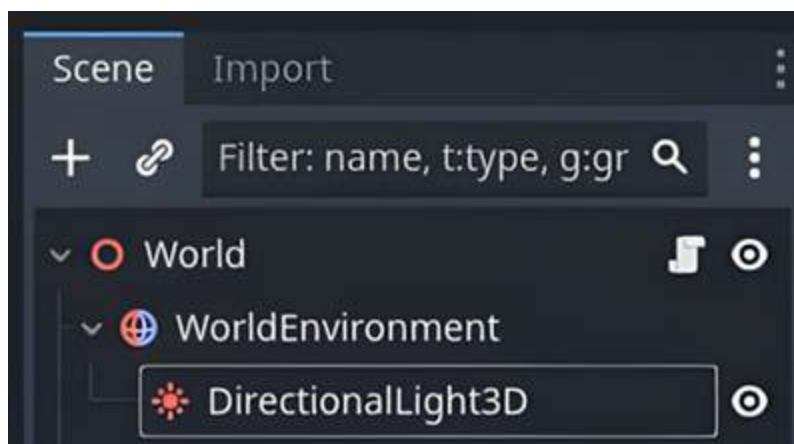 Scene Import
Filter: name, t:type, g:gr
World
WorldEnvironment
DirectionalLight3D